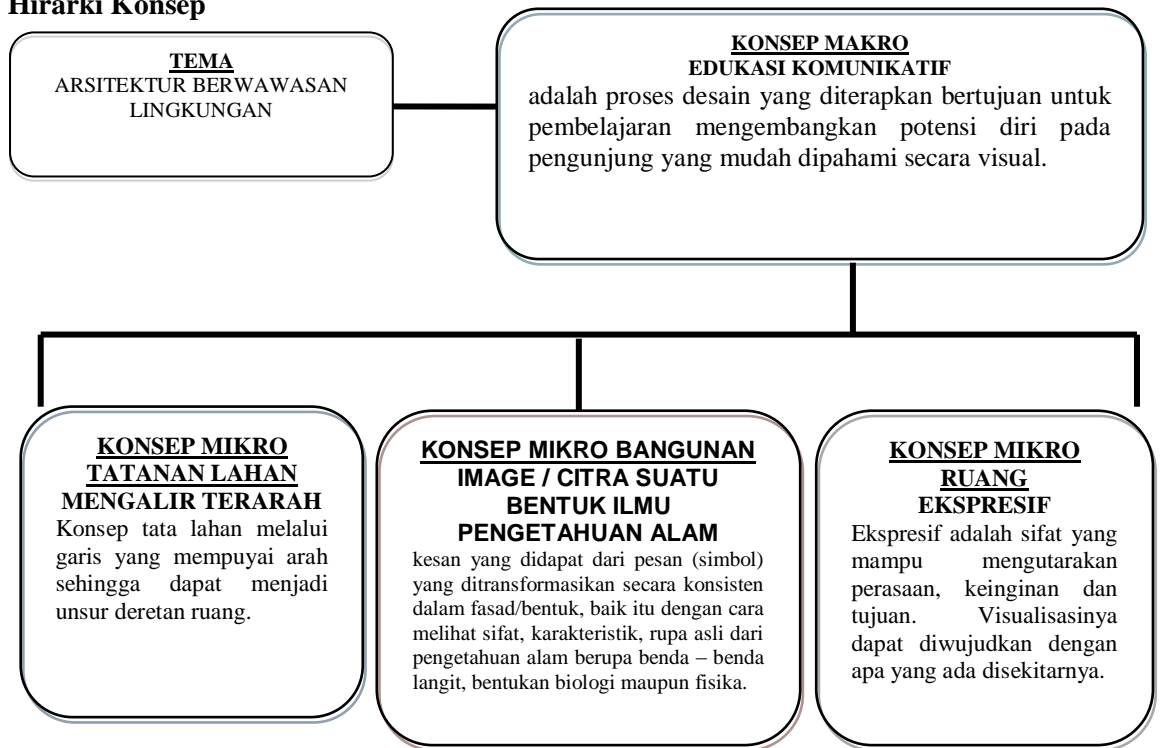 Hirarki Konsep
TEMA
ARSITEKTUR BERWAWASAN
LINGKUNGAN
KONSEP MAKRO
EDUKASI KOMUNIKATIF
adalah proses desain yang diterapkan bertujuan untuk
pembelajaran mengembangkan potensi diri pada
pengunjung yang mudah dipahami secara visual.
KONSEP MIKRO
TATANAN LAHAN
MENGALIR TERARAH
Konsep tata lahan melalui
garis yang mempuyai arah
sehingga dapat menjadi
unsur deretan ruang.
KONSEP MIKRO BANGUNAN
IMAGE / CITRA SUATU
BENTUK ILMU
PENGETAHUAN ALAM
kesan yang didapat dari pesan (simbol)
yang ditransformasikan secara konsisten
dalam fasad/bentuk, baik itu dengan cara
melihat sifat, karakteristik, rupa asli dari
pengetahuan alam berupa benda – benda
langit, bentukan biologi maupun fisika.
KONSEP MIKRO
RUANG
EKSPRESIF
Ekspresif adalah sifat yang
mampu mengutarakan
perasaan, keinginan dan
tujuan. Visualisasinya
dapat diwujudkan dengan
apa yang ada disekitarnya.